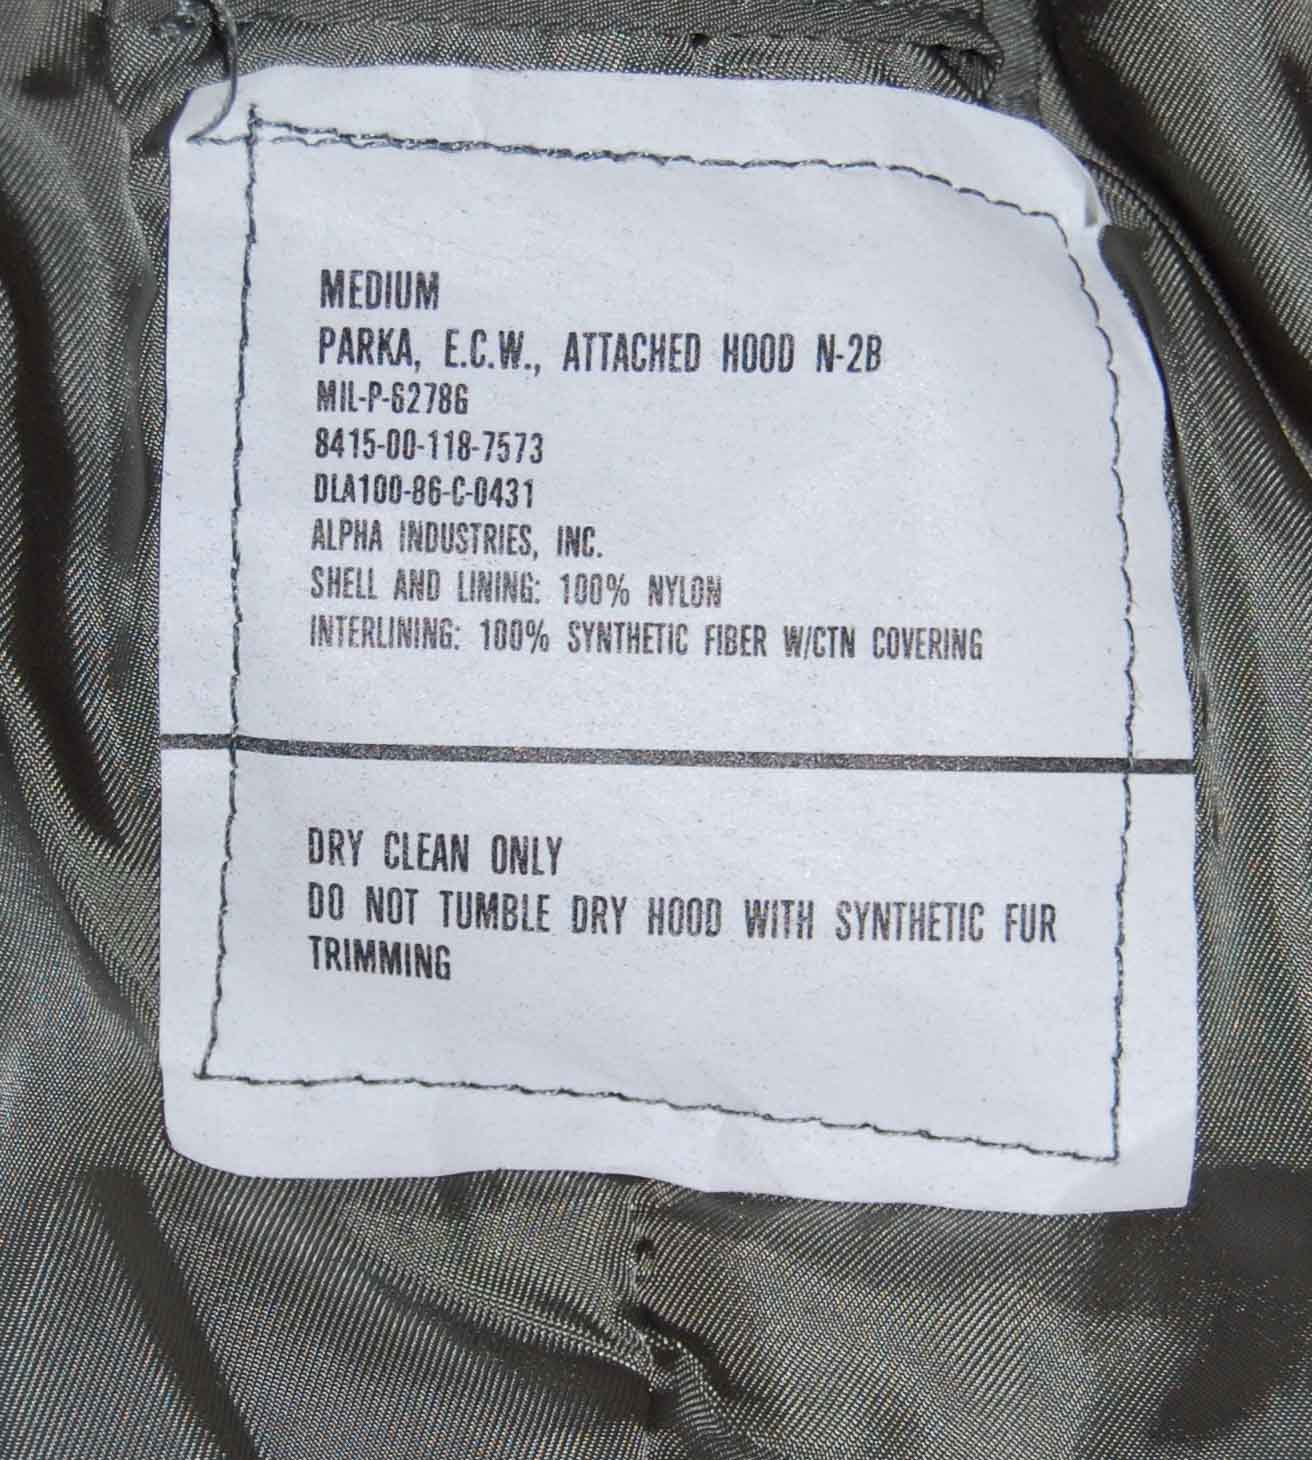 MEDIUM
PARKA, E.C.W., ATTACHED HOOD N-2B
MIL-P-6278G
8415-00-118-7573
DLA100-86-C-0431
ALPHA INDUSTRIES, INC.
SHELL AND LINING: 100% NYLON
INTERLINING: 100% SYNTHETIC FIBER W/CTN COVERING
DRY CLEAN ONLY
DO NOT TUMBLE DRY HOOD WITH SYNTHETIC FUR
TRIMMING